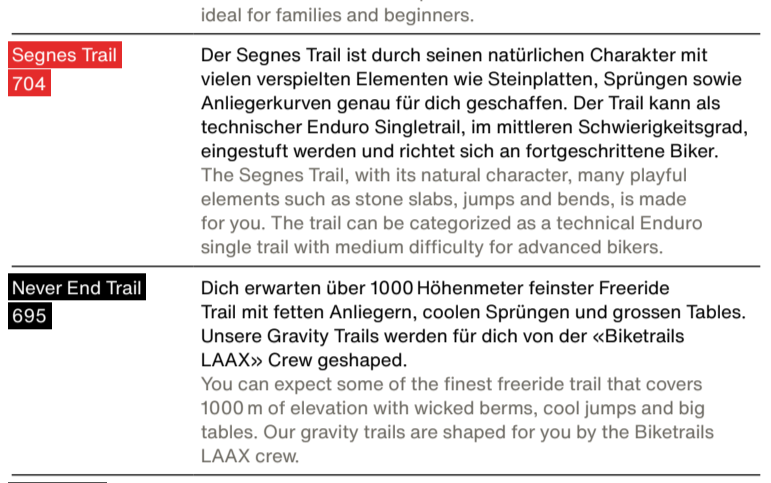 ideal for families and beginners.
Segnes Trail
704
Der Segnes Trail ist durch seinen natürlichen Charakter mit
vielen verspielten Elementen wie Steinplatten, Sprüngen sowie
Anliegerkurven genau für dich geschaffen. Der Trail kann als
technischer Enduro Singletrail, im mittleren Schwierigkeitsgrad,
eingestuft werden und richtet sich an fortgeschrittene Biker.
The Segnes Trail, with its natural character, many playful
elements such as stone slabs, jumps and bends, is made
for you. The trail can be categorized as a technical Enduro
single trail with medium difficulty for advanced bikers.
Never End Trail
695
Dich erwarten über 1000 Höhenmeter feinster Freeride
Trail mit fetten Anliegern, coolen Sprüngen und grossen Tables.
Unsere Gravity Trails werden für dich von der «Biketrails
LAAX» Crew geshaped.
You can expect some of the finest freeride trail that covers
1000 m of elevation with wicked berms, cool jumps and big
tables. Our gravity trails are shaped for you by the Biketrails
LAAX crew.